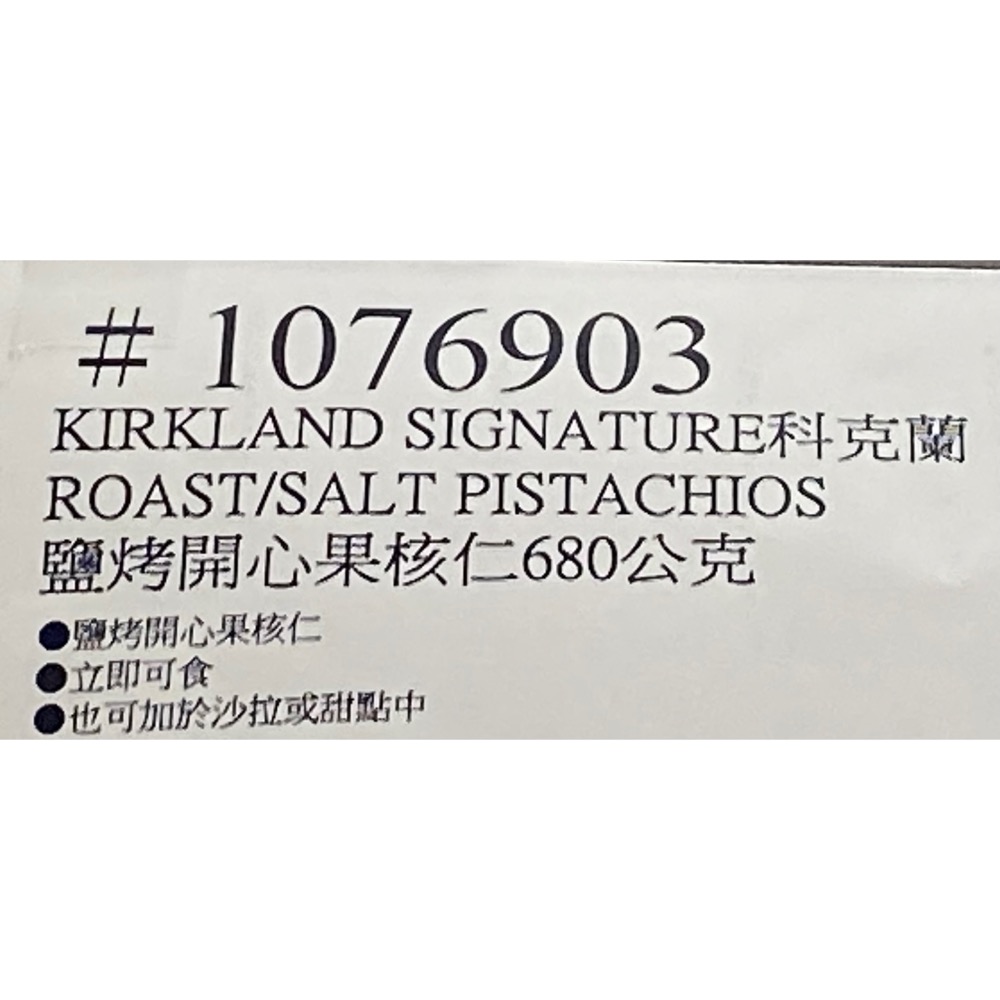 # 1076903
KIRKLAND SIGNATURE科克蘭
ROAST/SALT PISTACHIOS
鹽烤開心果核仁680公克
●鹽烤開心果核仁
●立即可食
●也可加於沙拉或甜點中